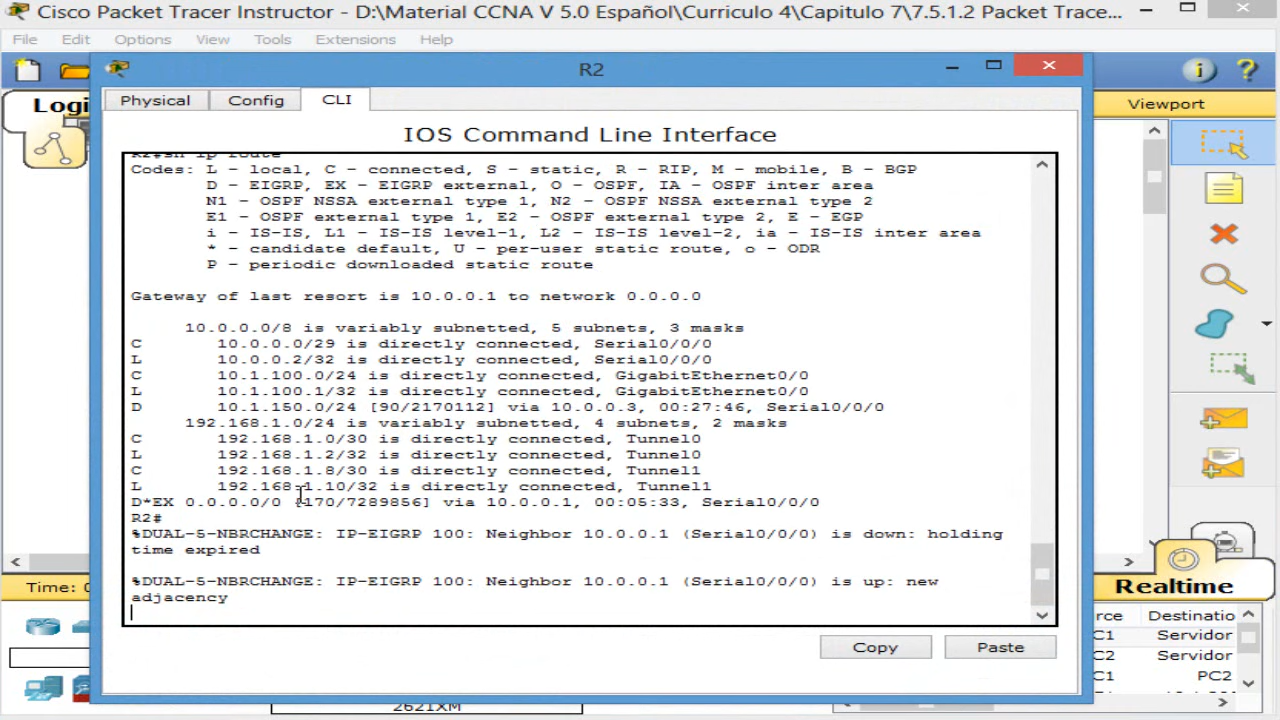 Cisco Packet Tracer Instructor - D:\Material CCNA V 5.0 Español\Curriculo 4\Capitulo 7\7.5.1.2 Packet Trace...
File Edit Options View Tools Extensions Help
R2
Logi
Viewport
Physical Config CLI
IOS Command Line Interface
R2#sh ip route
Codes: L - local, C - connected, S - static, R - RIP, M - mobile, B - BGP
D - EIGRP, EX - EIGRP external, O - OSPF, IA - OSPF inter area
N1 - OSPF NSSA external type 1, N2 - OSPF NSSA external type 2
E1 - OSPF external type 1, E2 - OSPF external type 2, E - EGP
i - IS-IS, L1 - IS-IS level-1, L2 - IS-IS level-2, ia - IS-IS inter area
* - candidate default, U - per-user static route, o - ODR
P - periodic downloaded static route
Gateway of last resort is 10.0.0.1 to network 0.0.0.0
10.0.0.0/8 is variably subnetted, 5 subnets, 3 masks
C 10.0.0.0/29 is directly connected, Serial0/0/0
L 10.0.0.2/32 is directly connected, Serial0/0/0
C 10.1.100.0/24 is directly connected, GigabitEthernet0/0
L 10.1.100.1/32 is directly connected, GigabitEthernet0/0
D 10.1.150.0/24 [90/2170112] via 10.0.0.3, 00:27:46, Serial0/0/0
192.168.1.0/24 is variably subnetted, 4 subnets, 2 masks
C 192.168.1.0/30 is directly connected, Tunnel0
L 192.168.1.2/32 is directly connected, Tunnel0
C 192.168.1.8/30 is directly connected, Tunnel1
L 192.168.1.10/32 is directly connected, Tunnel1
D*EX 0.0.0.0/0 [170/7289856] via 10.0.0.1, 00:05:33, Serial0/0/0
R2#
%DUAL-5-NBRCHANGE: IP-EIGRP 100: Neighbor 10.0.0.1 (Serial0/0/0) is down: holding
time expired
%DUAL-5-NBRCHANGE: IP-EIGRP 100: Neighbor 10.0.0.1 (Serial0/0/0) is up: new
adjacency
Copy Paste
Time: 0
Realtime
rce Destinatio
C1 Servidor
C2 Servidor
C1 PC2
2621XM